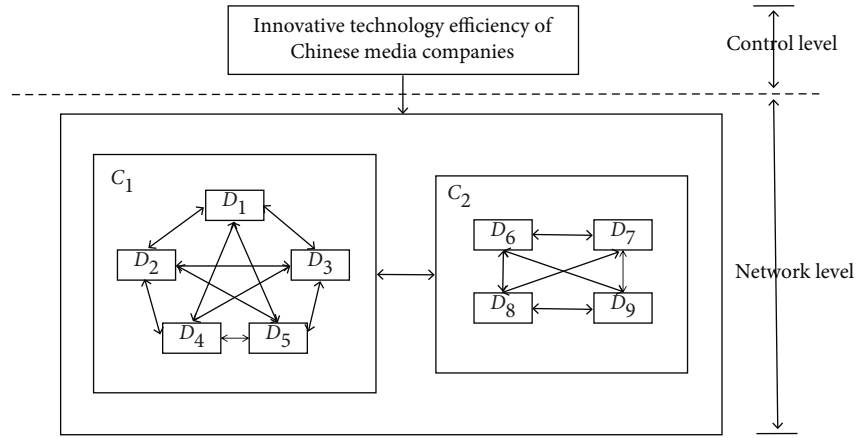 Innovative technology efficiency of
Chinese media companies
Control level
C1
D1
D2
D3
D4
D5
C2
D6
D7
D8
D9
Network level